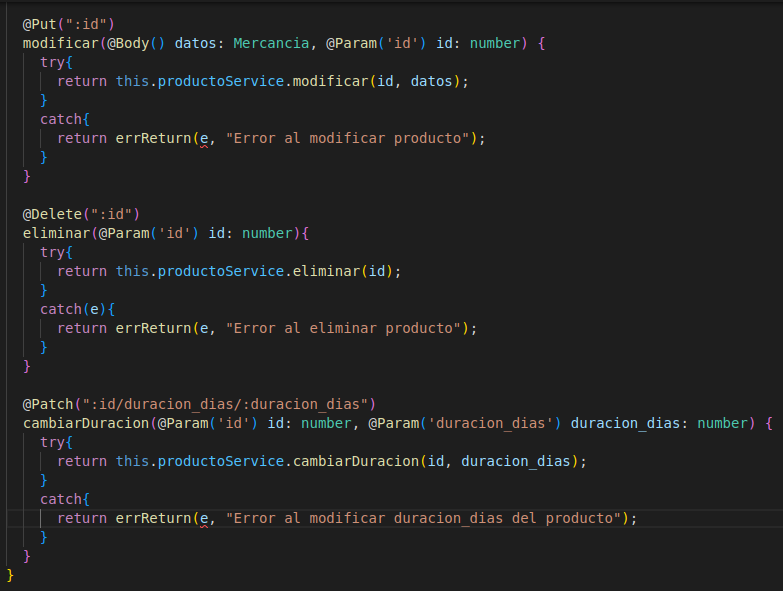 @Put(":id")
modificar(@Body() datos: Mercancia, @Param('id') id: number) {
try{
return this.productoService.modificar(id, datos);
}
catch{
return errReturn(e, "Error al modificar producto");
}
}
@Delete(":id")
eliminar(@Param('id') id: number){
try{
return this.productoService.eliminar(id);
}
catch(e){
return errReturn(e, "Error al eliminar producto");
}
}
@Patch(":id/duracion_dias/:duracion_dias")
cambiarDuracion(@Param('id') id: number, @Param('duracion_dias') duracion_dias: number) {
try{
return this.productoService.cambiarDuracion(id, duracion_dias);
}
catch{
return errReturn(e, "Error al modificar duracion_dias del producto");
}
}
}